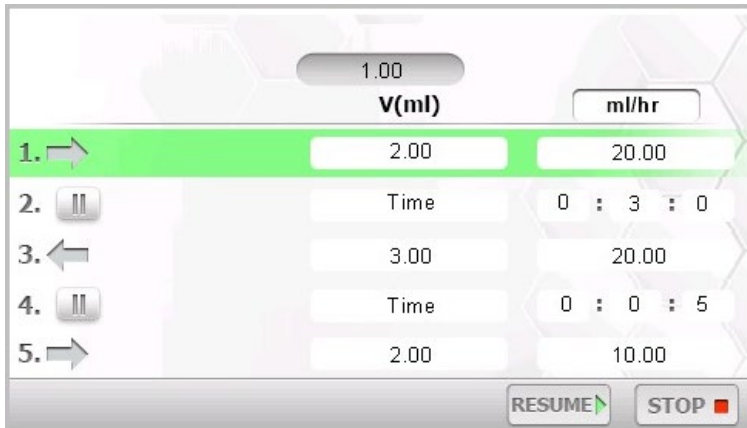 1.00
V(ml) ml/hr
1. 2.00 20.00
2. Time 0 : 3 : 0
3. 3.00 20.00
4. Time 0 : 0 : 5
5. 2.00 10.00
RESUME STOP